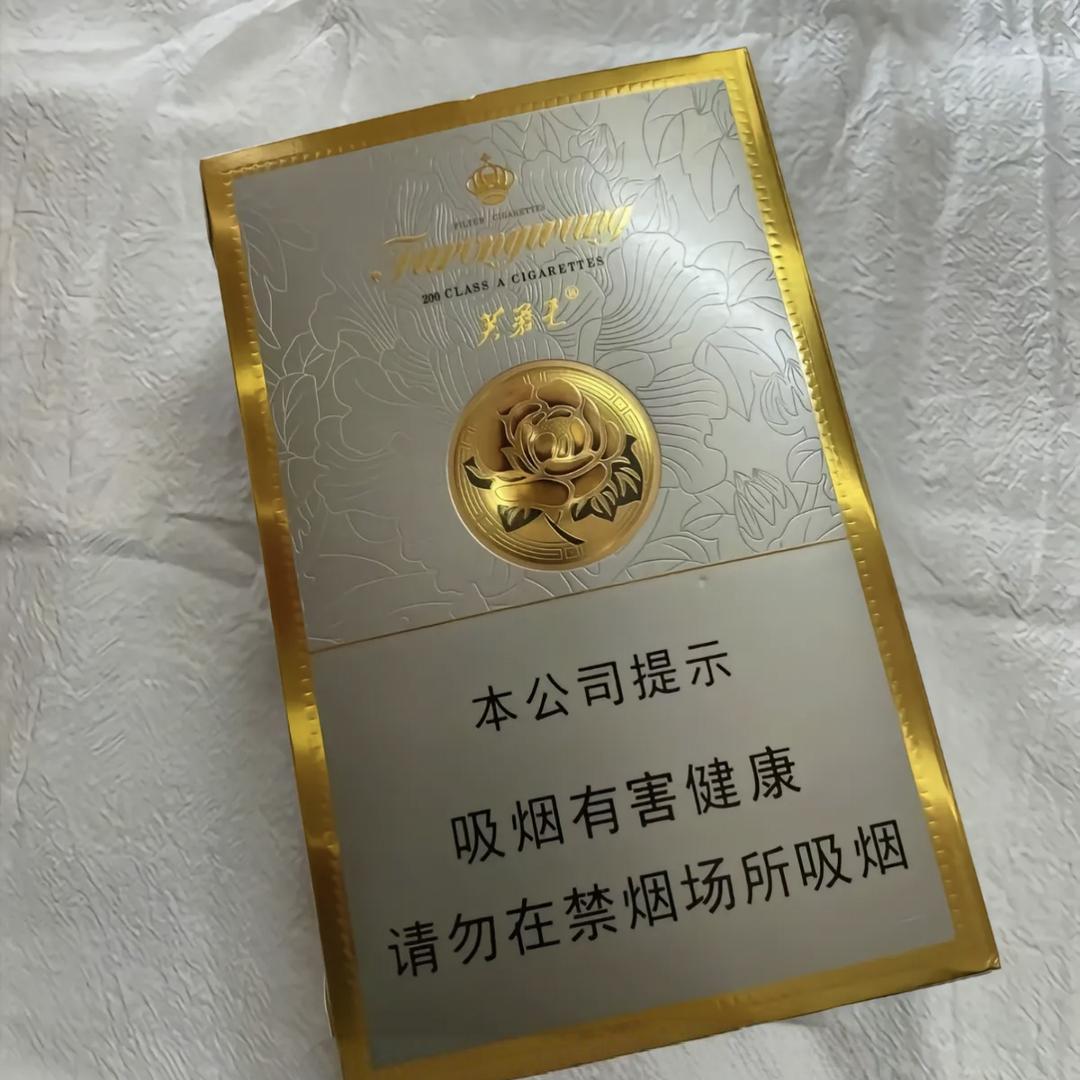 FILTER CIGARETTES
Furongwang
200 CLASS A CIGARETTES
芙蓉王®
本公司提示
吸烟有害健康
请勿在禁烟场所吸烟